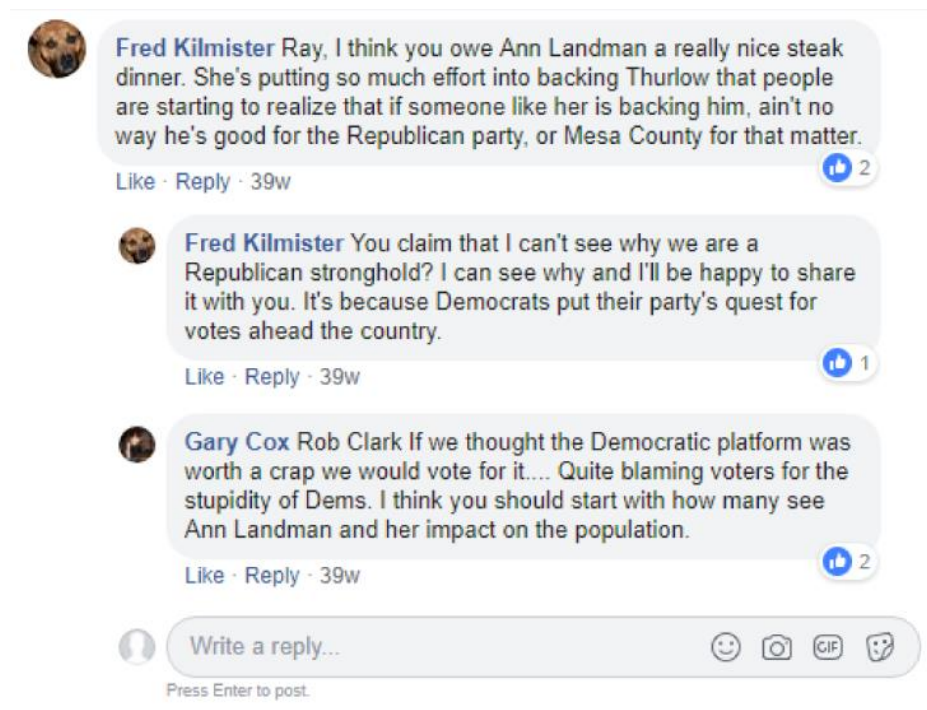 Fred Kilmister Ray, I think you owe Ann Landman a really nice steak
dinner. She's putting so much effort into backing Thurlow that people
are starting to realize that if someone like her is backing him, ain't no
way he's good for the Republican party, or Mesa County for that matter.
2
Like · Reply · 39w
Fred Kilmister You claim that I can't see why we are a
Republican stronghold? I can see why and I'll be happy to share
it with you. It's because Democrats put their party's quest for
votes ahead the country.
1
Like · Reply · 39w
Gary Cox Rob Clark If we thought the Democratic platform was
worth a crap we would vote for it.... Quite blaming voters for the
stupidity of Dems. I think you should start with how many see
Ann Landman and her impact on the population.
2
Like · Reply · 39w
Write a reply... GIF
Press Enter to post.